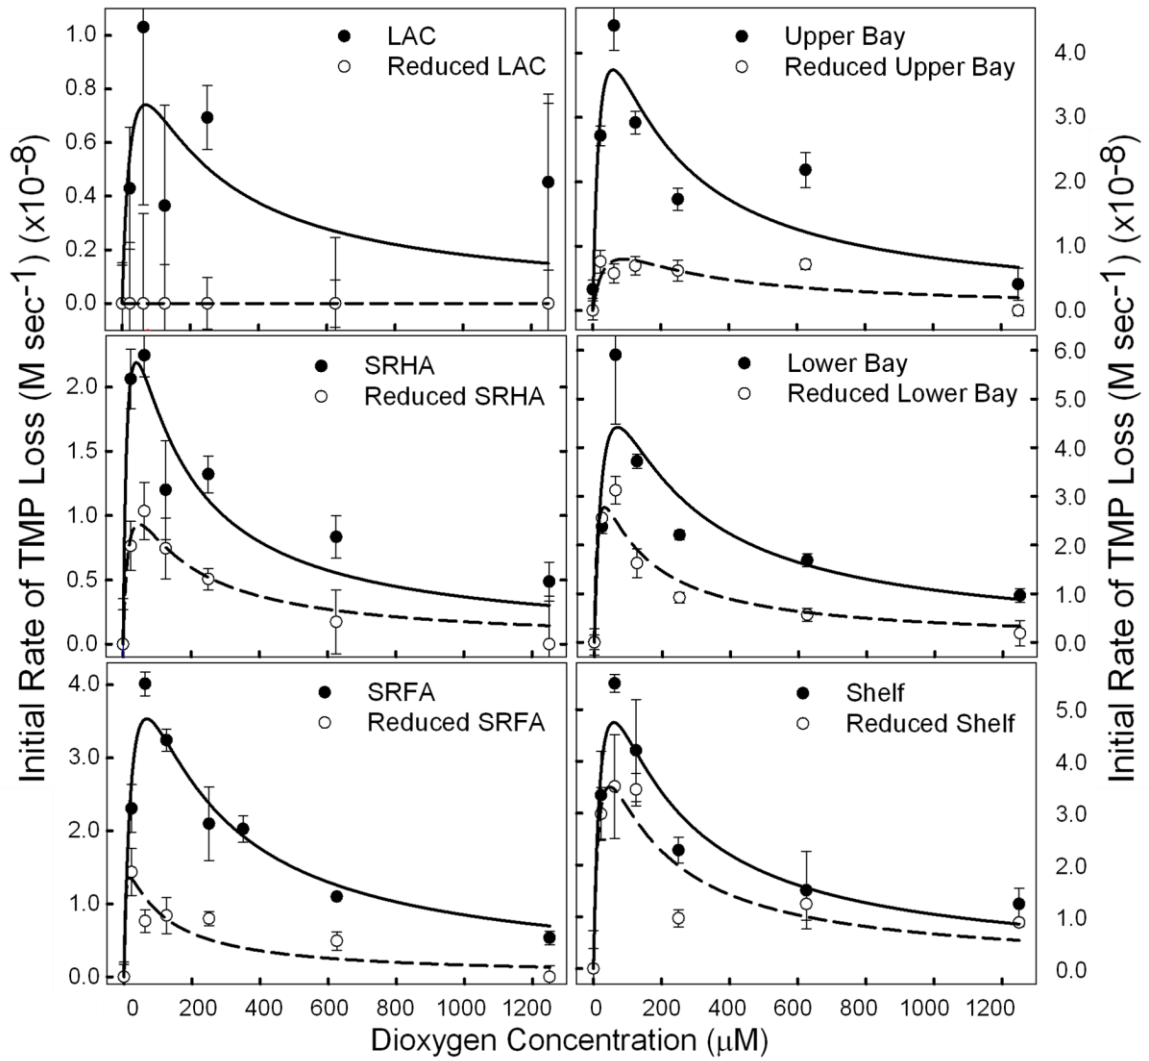 Initial Rate of TMP Loss (M sec⁻¹) (x10⁻⁸)
1.0
0.8
0.6
0.4
0.2
0.0
LAC
Reduced LAC
Upper Bay
Reduced Upper Bay
4.0
3.0
2.0
1.0
0.0
2.0
1.5
1.0
0.5
0.0
SRHA
Reduced SRHA
Lower Bay
Reduced Lower Bay
6.0
5.0
4.0
3.0
2.0
1.0
0.0
4.0
3.0
2.0
1.0
0.0
SRFA
Reduced SRFA
Shelf
Reduced Shelf
5.0
4.0
3.0
2.0
1.0
0.0
Initial Rate of TMP Loss (M sec⁻¹) (x10⁻⁸)
0 200 400 600 800 1000 1200
0 200 400 600 800 1000 1200
Dioxygen Concentration (µM)